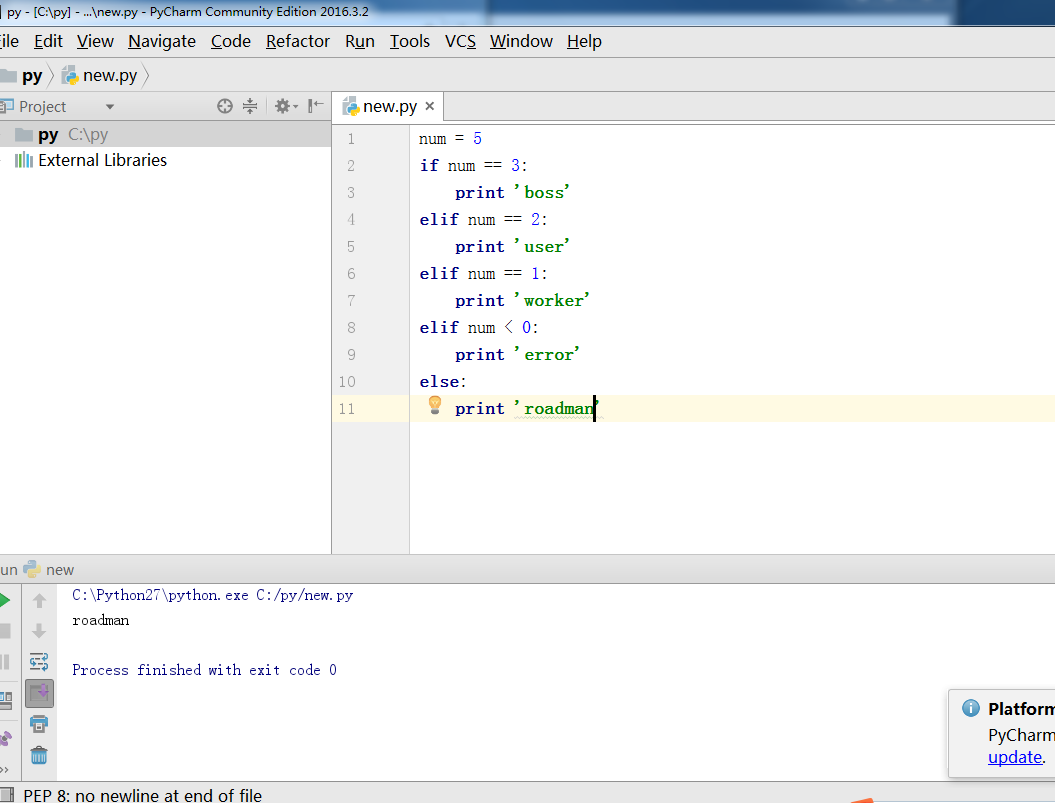 py - [C:\py] - ...\new.py - PyCharm Community Edition 2016.3.2
ile Edit View Navigate Code Refactor Run Tools VCS Window Help
py new.py
Project
new.py
py C:\py
External Libraries
1 num = 5
2 if num == 3:
3 print 'boss'
4 elif num == 2:
5 print 'user'
6 elif num == 1:
7 print 'worker'
8 elif num < 0:
9 print 'error'
10 else:
11 print 'roadman'
un new
C:\Python27\python.exe C:/py/new.py
roadman
Process finished with exit code 0
Platform
PyCharm
update.
PEP 8: no newline at end of file